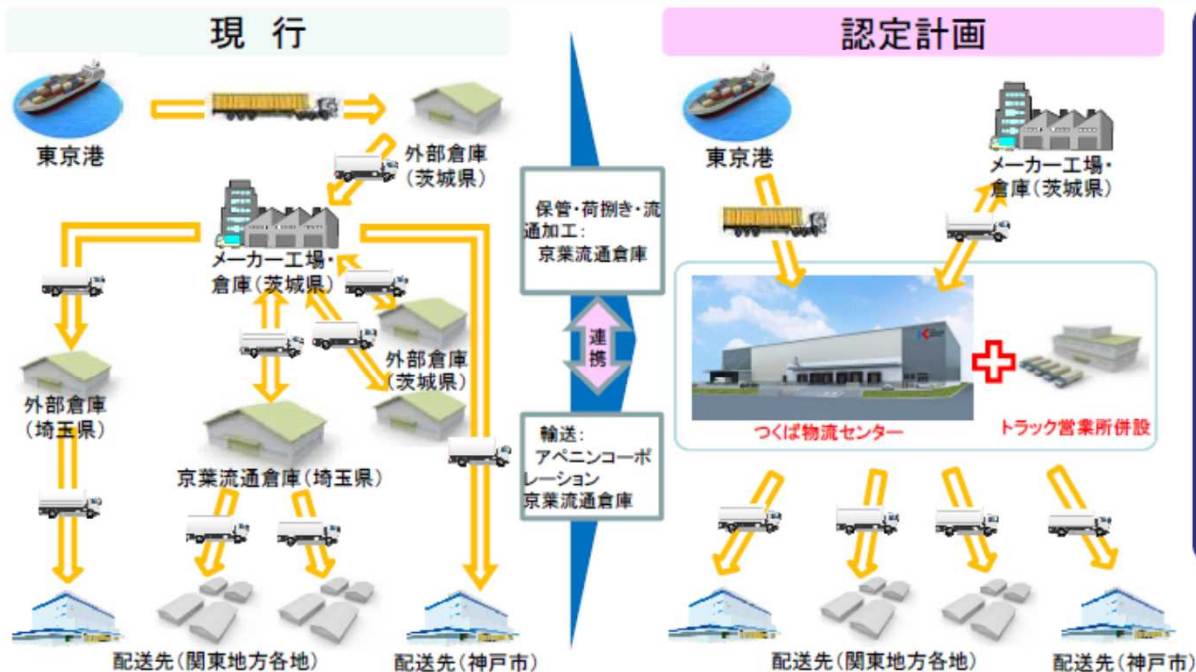 現 行
東京港
外部倉庫
(茨城県)
メーカー工場・
倉庫(茨城県)
外部倉庫
(茨城県)
外部倉庫
(埼玉県)
京葉流通倉庫(埼玉県)
配送先(関東地方各地)
配送先(神戸市)
保管・荷捌き・流
通加工:
京葉流通倉庫
連
携
輸送:
アペニンコーポ
レーション
京葉流通倉庫
認定計画
東京港
メーカー工場・
倉庫(茨城県)
つくば物流センター
トラック営業所併設
配送先(関東地方各地)
配送先(神戸市)